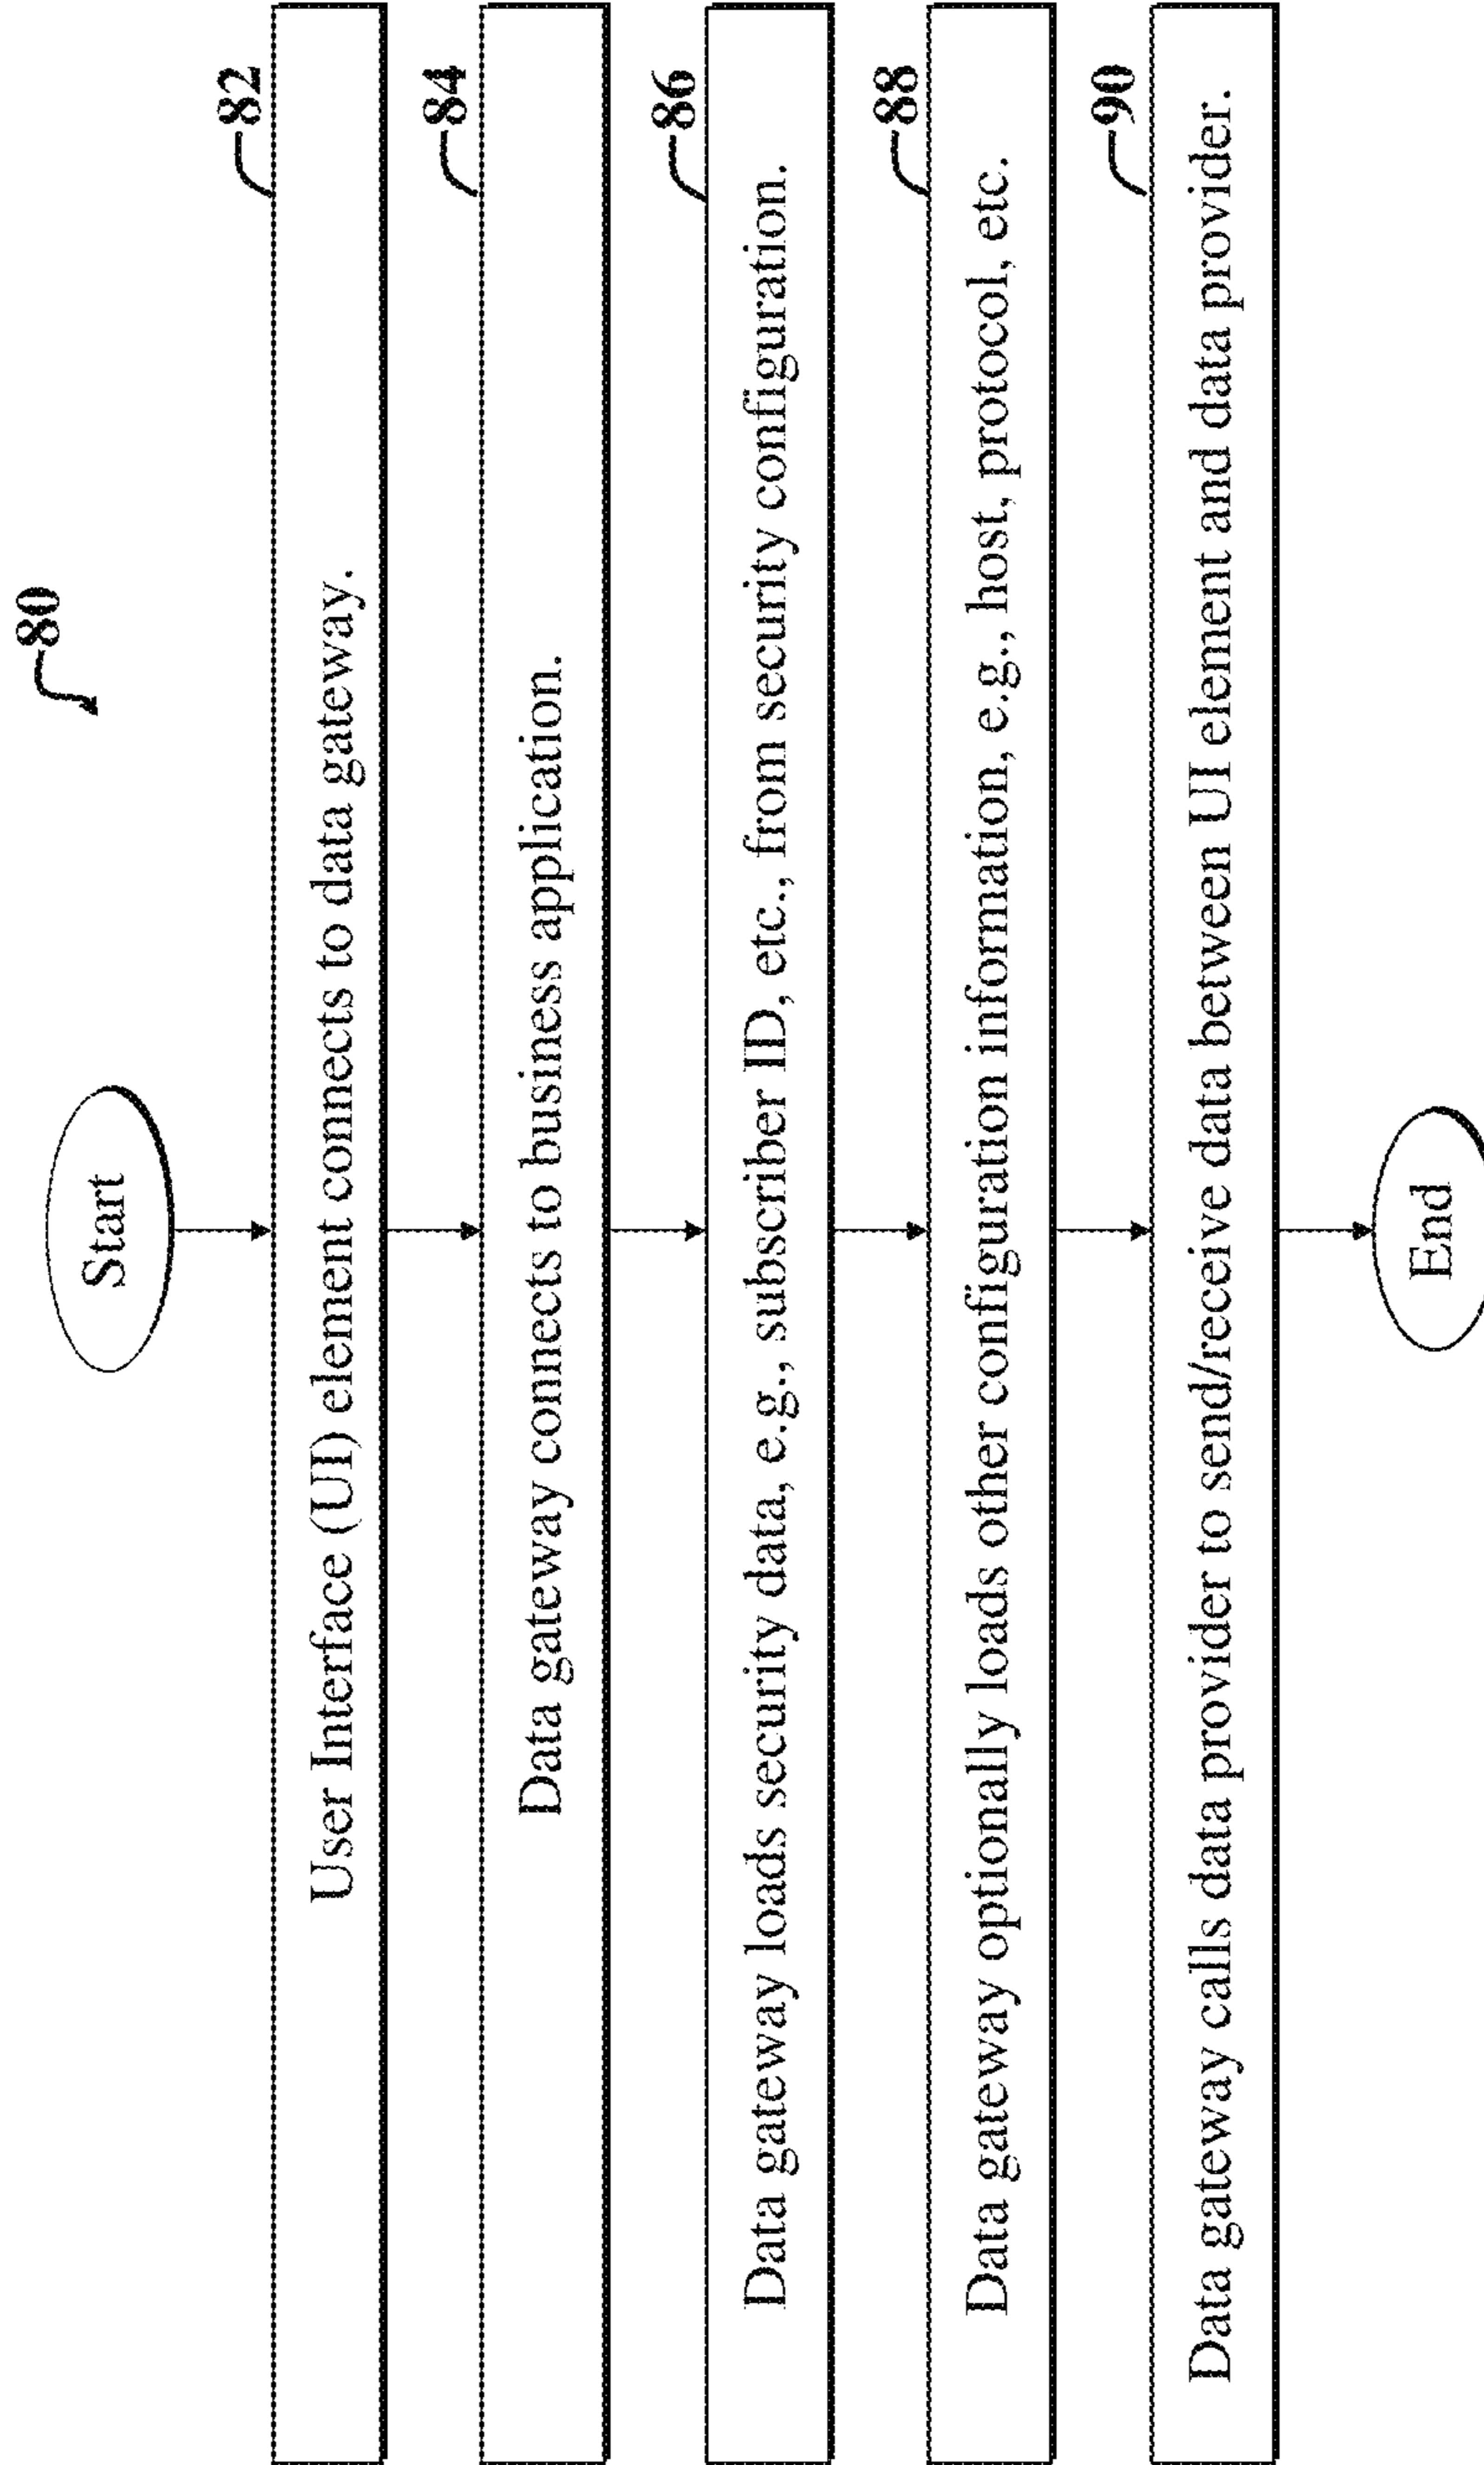 80
Start
82
User Interface (UI) element connects to data gateway.
84
Data gateway connects to business application.
86
Data gateway loads security data, e.g., subscriber ID, etc., from security configuration.
88
Data gateway optionally loads other configuration information, e.g., host, protocol, etc.
90
Data gateway calls data provider to send/receive data between UI element and data provider.
End